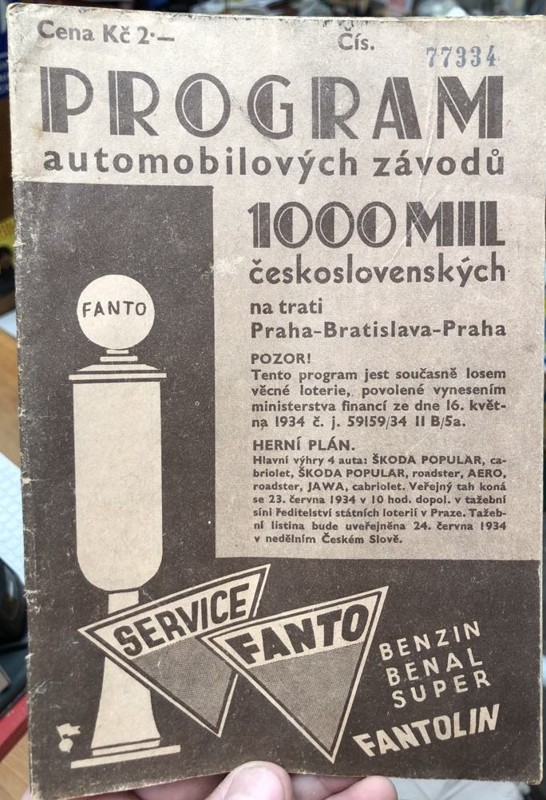 Cena Kč 2·—
Čís.
77334
PROGRAM
automobilových závodů
1000 MIL
československých
na trati
Praha-Bratislava-Praha
POZOR!
Tento program jest současně losem
věcné loterie, povolené vynesením
ministerstva financí ze dne 16. květ-
na 1934 č. j. 59159/34 II B/5a.
HERNÍ PLÁN.
Hlavní výhry 4 auta: ŠKODA POPULAR, ca-
briolet, ŠKODA POPULAR, roadster, AERO,
roadster, JAWA, cabriolet. Veřejný tah koná
se 23. června 1934 v 10 hod. dopol. v tažební
síni ředitelství státních loterií v Praze. Tažeb-
ní listina bude uveřejněna 24. června 1934
v nedělním Českém Slově.
FANTO
SERVICE
FANTO
BENZIN
BENAL
SUPER
FANTOLIN